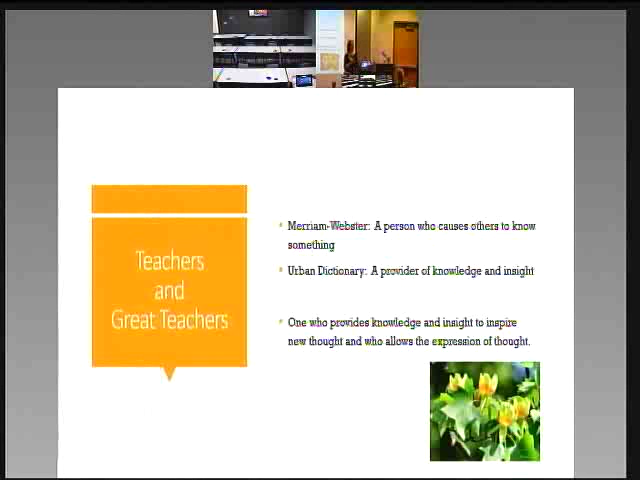 Teachers
and
Great Teachers
Merriam-Webster: A person who causes others to know
something
Urban Dictionary: A provider of knowledge and insight
One who provides knowledge and insight to inspire
new thought and who allows the expression of thought.